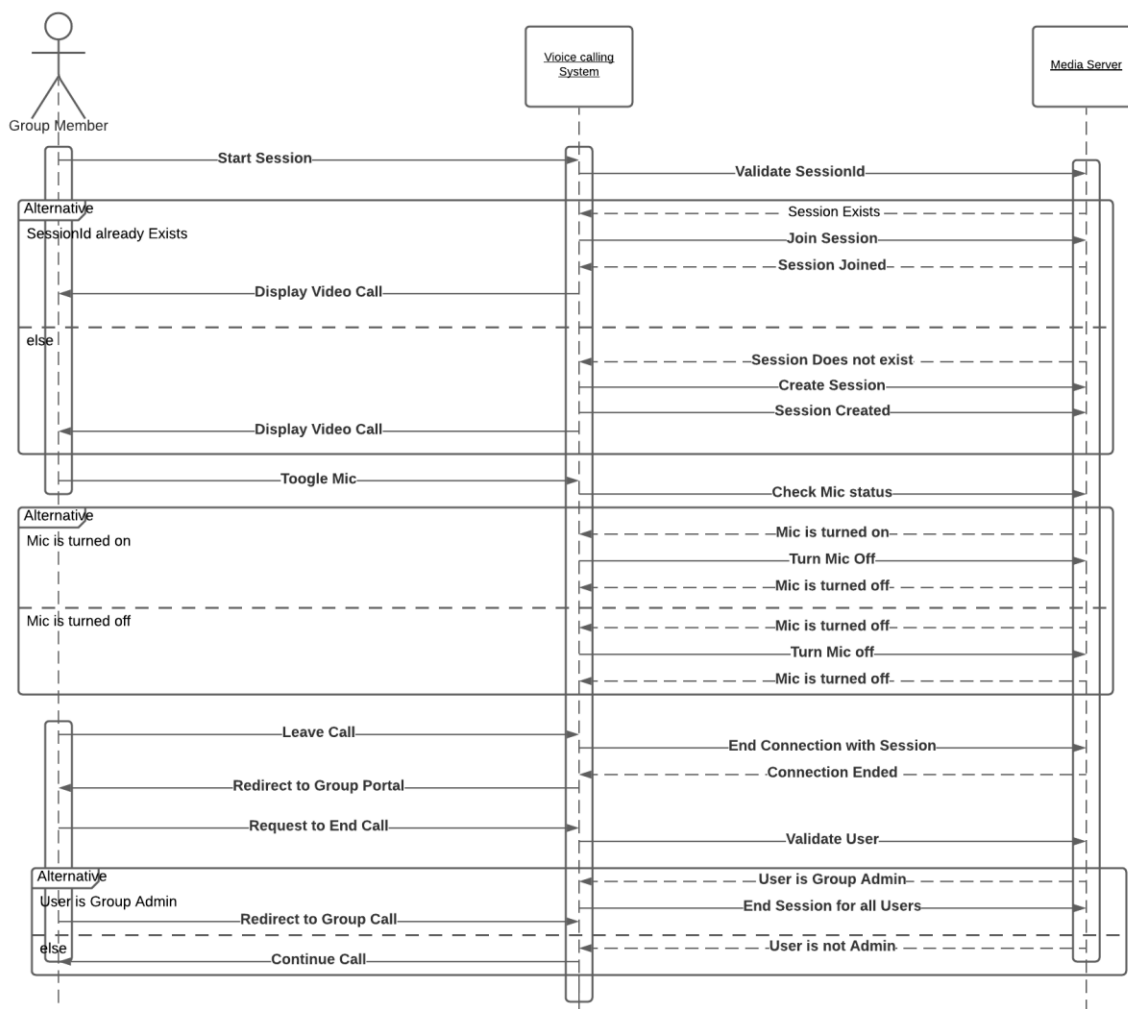 Vioice calling
System
Media Server
Group Member
Start Session
Validate SessionId
Alternative
Session Exists
SessionId already Exists
Join Session
Session Joined
Display Video Call
else
Session Does not exist
Create Session
Session Created
Display Video Call
Toogle Mic
Check Mic status
Alternative
Mic is turned on
Mic is turned on
Turn Mic Off
Mic is turned off
Mic is turned off
Mic is turned off
Turn Mic off
Mic is turned off
Leave Call
End Connection with Session
Connection Ended
Redirect to Group Portal
Request to End Call
Validate User
Alternative
User is Group Admin
User is Group Admin
End Session for all Users
Redirect to Group Call
else
User is not Admin
Continue Call